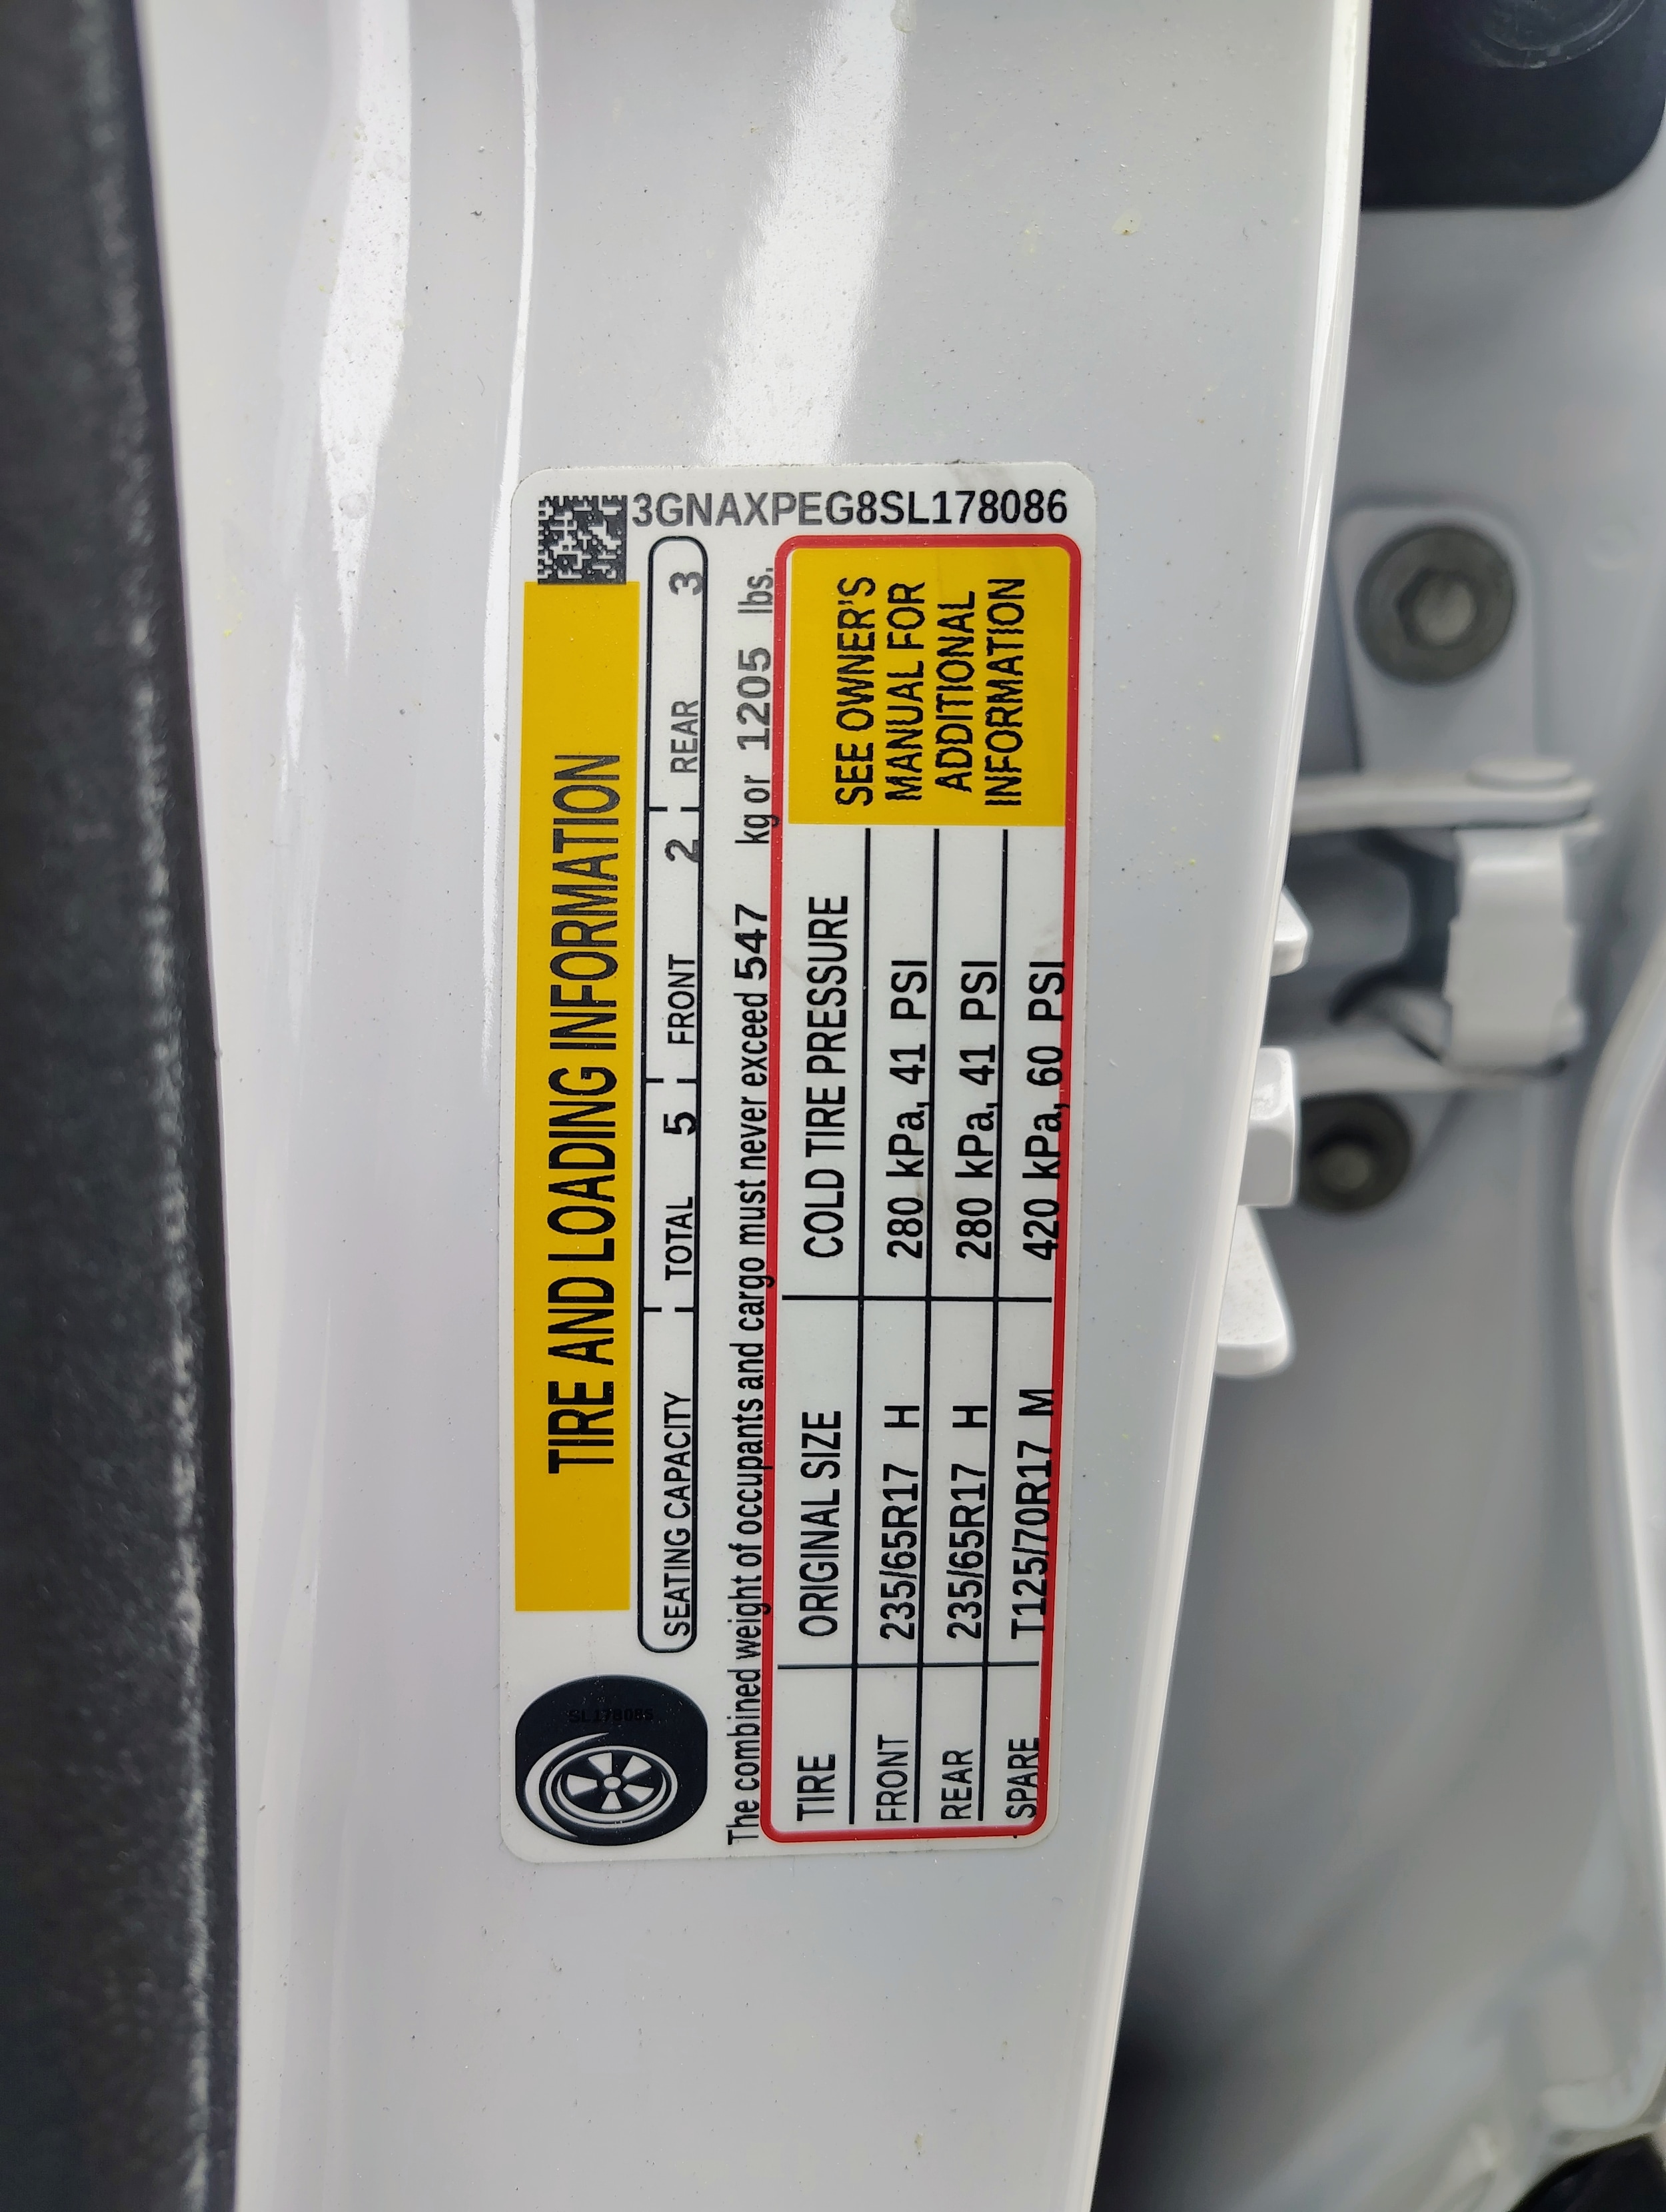 3GNAXPEG8SL178086
TIRE AND LOADING INFORMATION
SL178086
SEATING CAPACITY TOTAL 5 FRONT 2 REAR 3
The combined weight of occupants and cargo must never exceed 547 kg or 1205 lbs.
TIRE ORIGINAL SIZE COLD TIRE PRESSURE
FRONT 235/65R17 H 280 kPa, 41 PSI
REAR 235/65R17 H 280 kPa, 41 PSI
SPARE T125/70R17 M 420 kPa, 60 PSI
SEE OWNER'S
MANUAL FOR
ADDITIONAL
INFORMATION